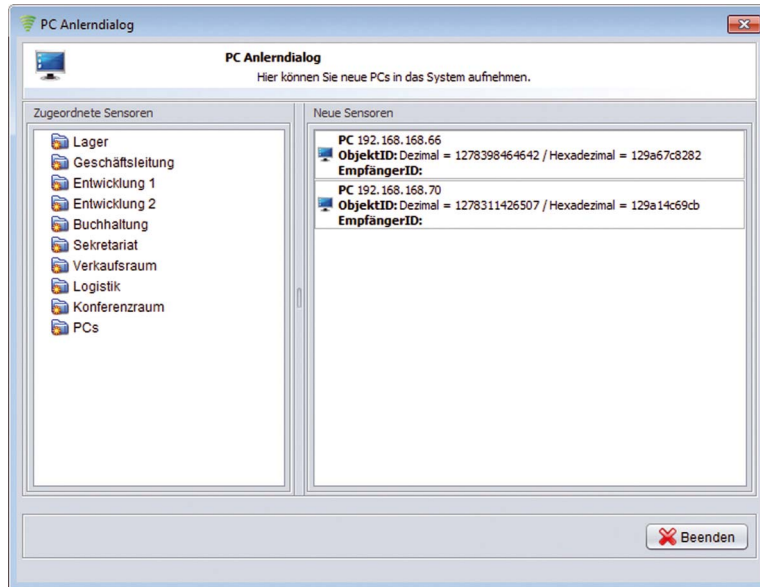 PC Anlerndialog
PC Anlerndialog
Hier können Sie neue PCs in das System aufnehmen.
Zugeordnete Sensoren
Lager
Geschäftsleitung
Entwicklung 1
Entwicklung 2
Buchhaltung
Sekretariat
Verkaufsraum
Logistik
Konferenzraum
PCs
Neue Sensoren
PC 192.168.168.66
ObjektID: Dezimal = 1278398464642 / Hexadezimal = 129a67c8282
EmpfängerID:
PC 192.168.168.70
ObjektID: Dezimal = 1278311426507 / Hexadezimal = 129a14c69cb
EmpfängerID:
Beenden